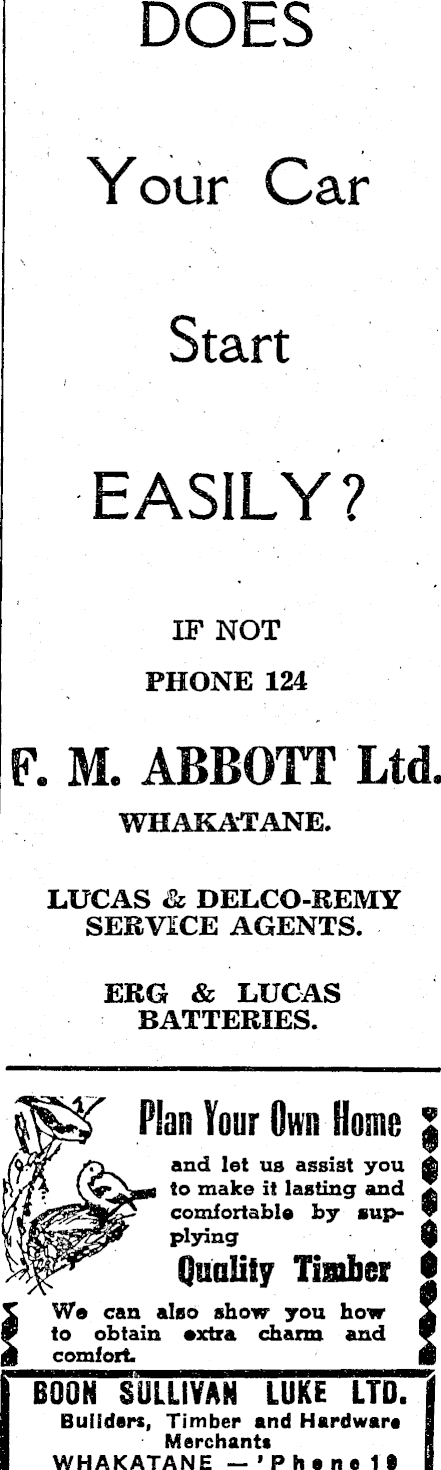 DOES
Your Car
Start
EASILY?
IF NOT
PHONE 124
F. M. ABBOTT Ltd.
WHAKATANE.
LUCAS & DELCO-REMY
SERVICE AGENTS.
ERG & LUCAS
BATTERIES.
Plan Your Own Home
and let us assist you
to make it lasting and
comfortable by sup-
plying
Quality Timber
We can also show you how
to obtain extra charm and
comfort.
BOON SULLIVAN LUKE LTD.
Builders, Timber and Hardware
Merchants
WHAKATANE — 'Phone 19